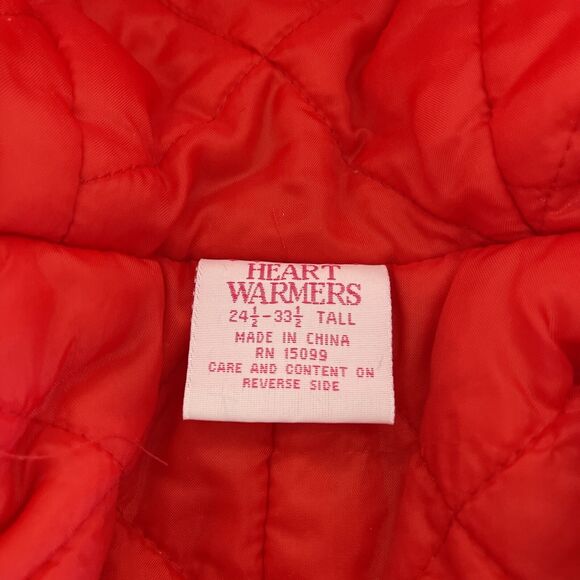 HEART
WARMERS
24½-33½ TALL
MADE IN CHINA
RN 15099
CARE AND CONTENT ON
REVERSE SIDE